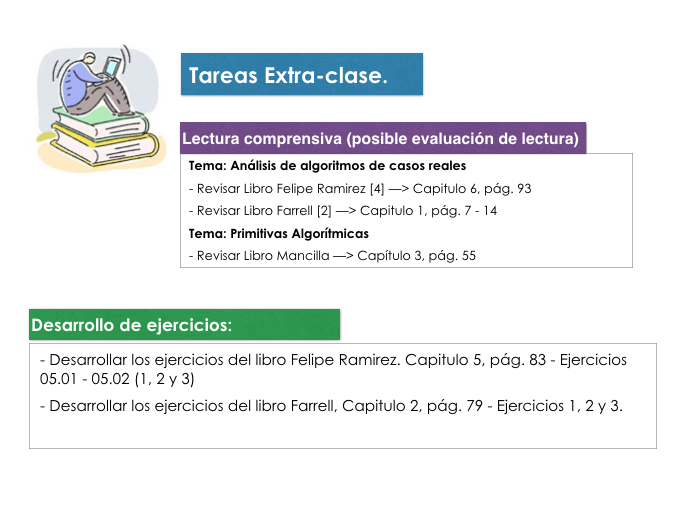 Tareas Extra-clase.
Lectura comprensiva (posible evaluación de lectura)
Tema: Análisis de algoritmos de casos reales
- Revisar Libro Felipe Ramirez [4] —> Capitulo 6, pág. 93
- Revisar Libro Farrell [2] —> Capitulo 1, pág. 7 - 14
Tema: Primitivas Algorítmicas
- Revisar Libro Mancilla —> Capítulo 3, pág. 55
Desarrollo de ejercicios:
- Desarrollar los ejercicios del libro Felipe Ramirez. Capitulo 5, pág. 83 - Ejercicios
05.01 - 05.02 (1, 2 y 3)
- Desarrollar los ejercicios del libro Farrell, Capitulo 2, pág. 79 - Ejercicios 1, 2 y 3.